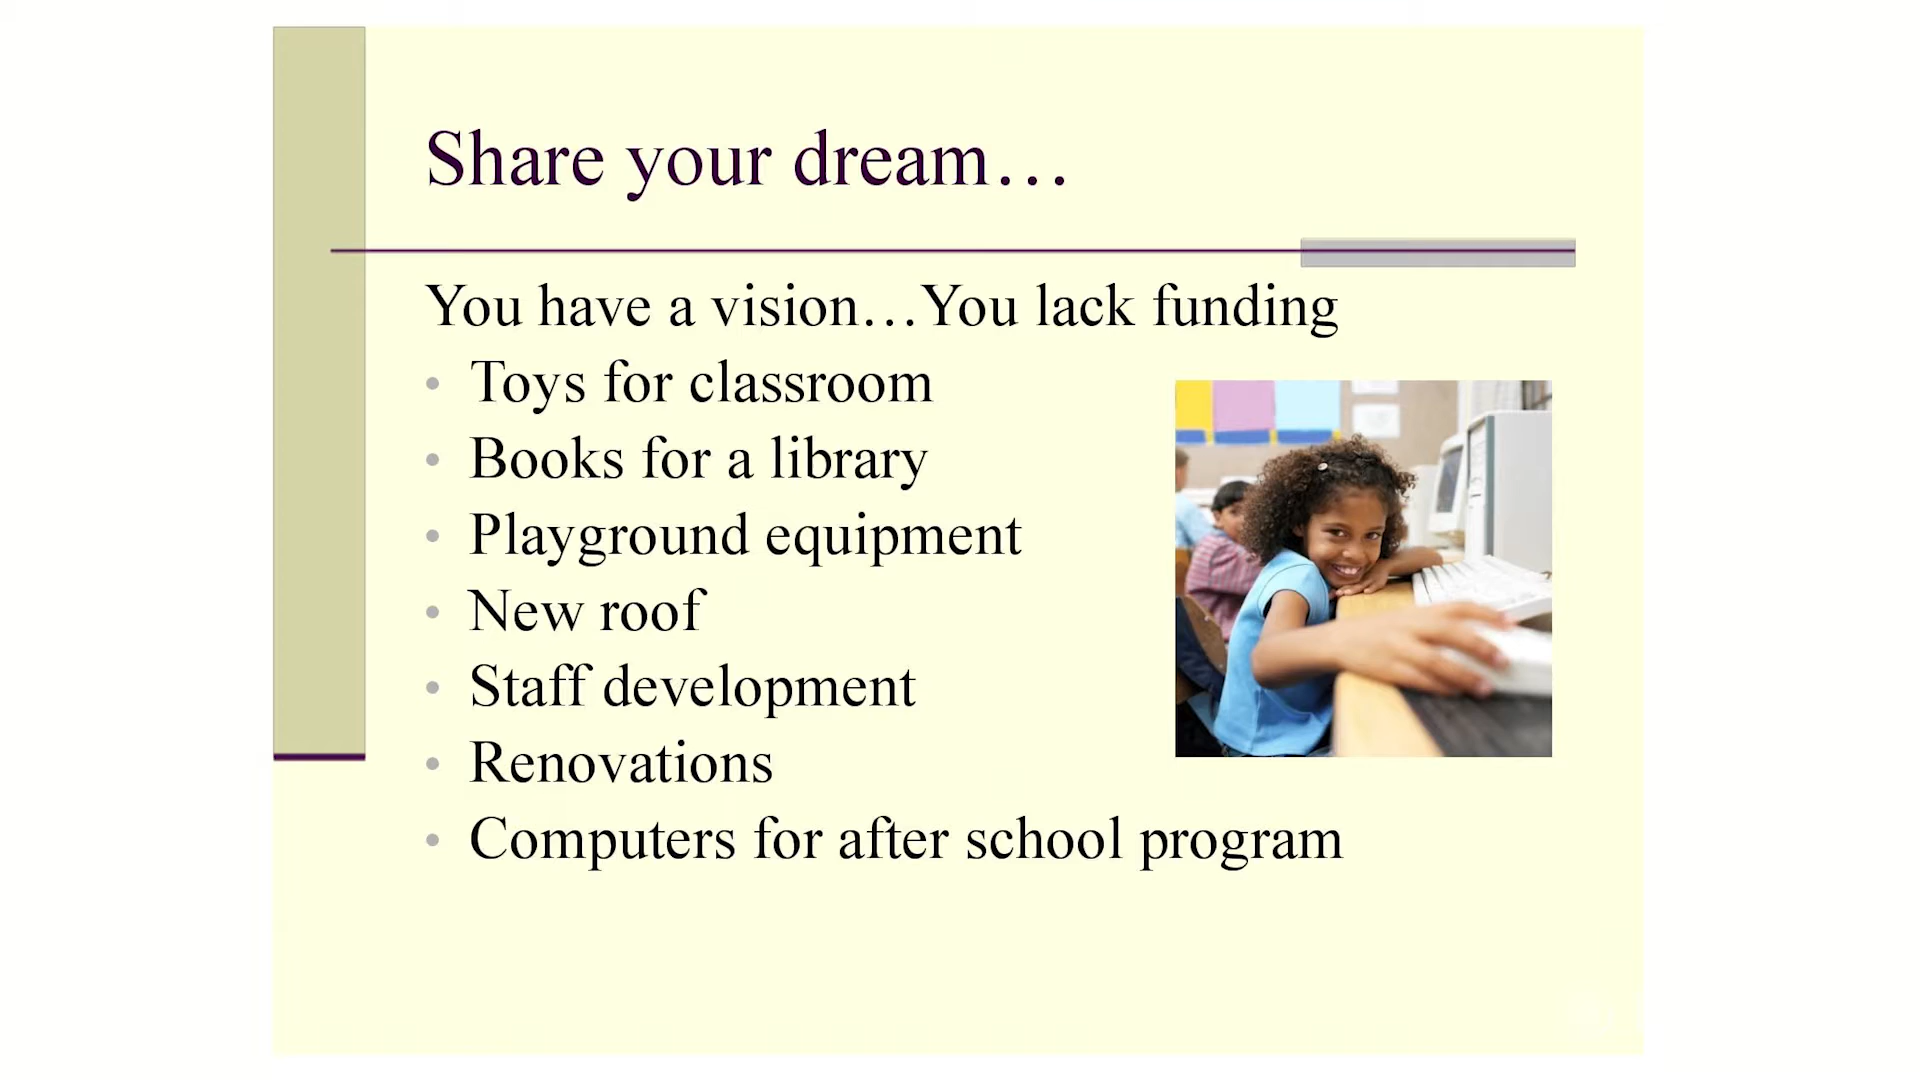 Share your dream…
You have a vision…You lack funding
• Toys for classroom
• Books for a library
• Playground equipment
• New roof
• Staff development
• Renovations
• Computers for after school program